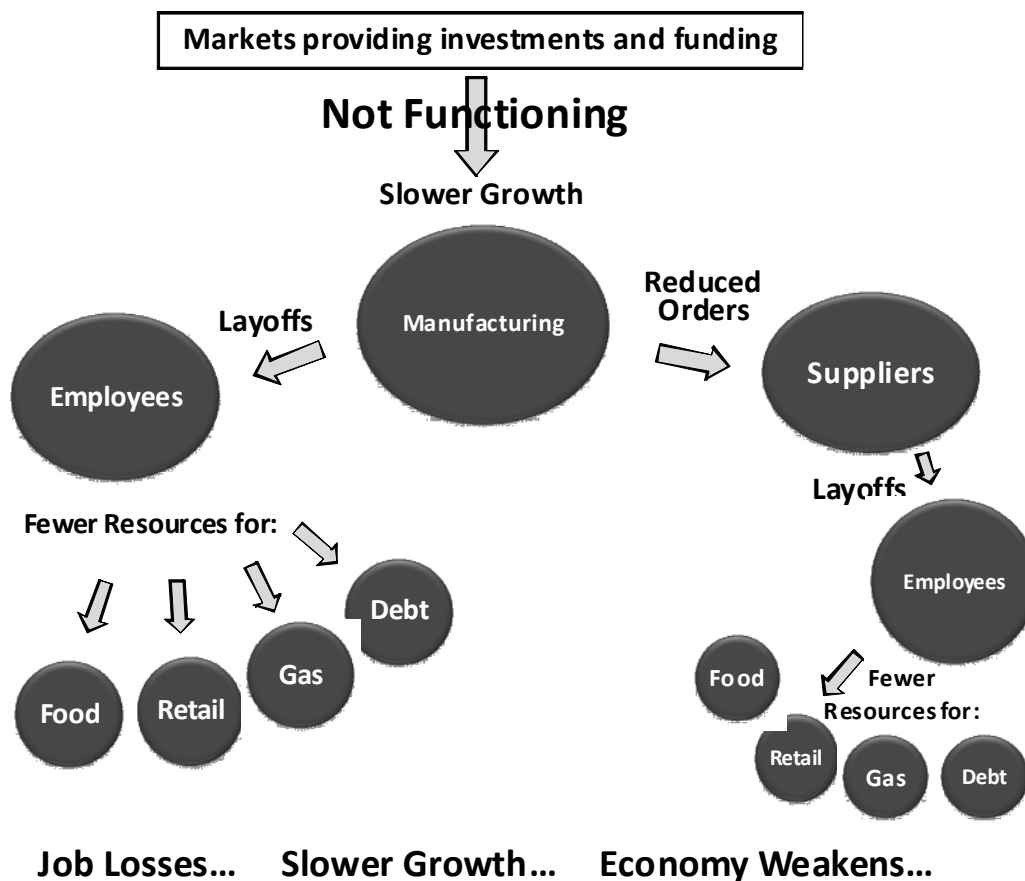 Markets providing investments and funding
Not Functioning
Slower Growth
Manufacturing
Reduced
Orders
Layoffs
Employees
Suppliers
Layoffs
Fewer Resources for:
Employees
Debt
Gas
Food
Retail
Food
Fewer
Resources for:
Retail
Gas
Debt
Job Losses... Slower Growth... Economy Weakens...